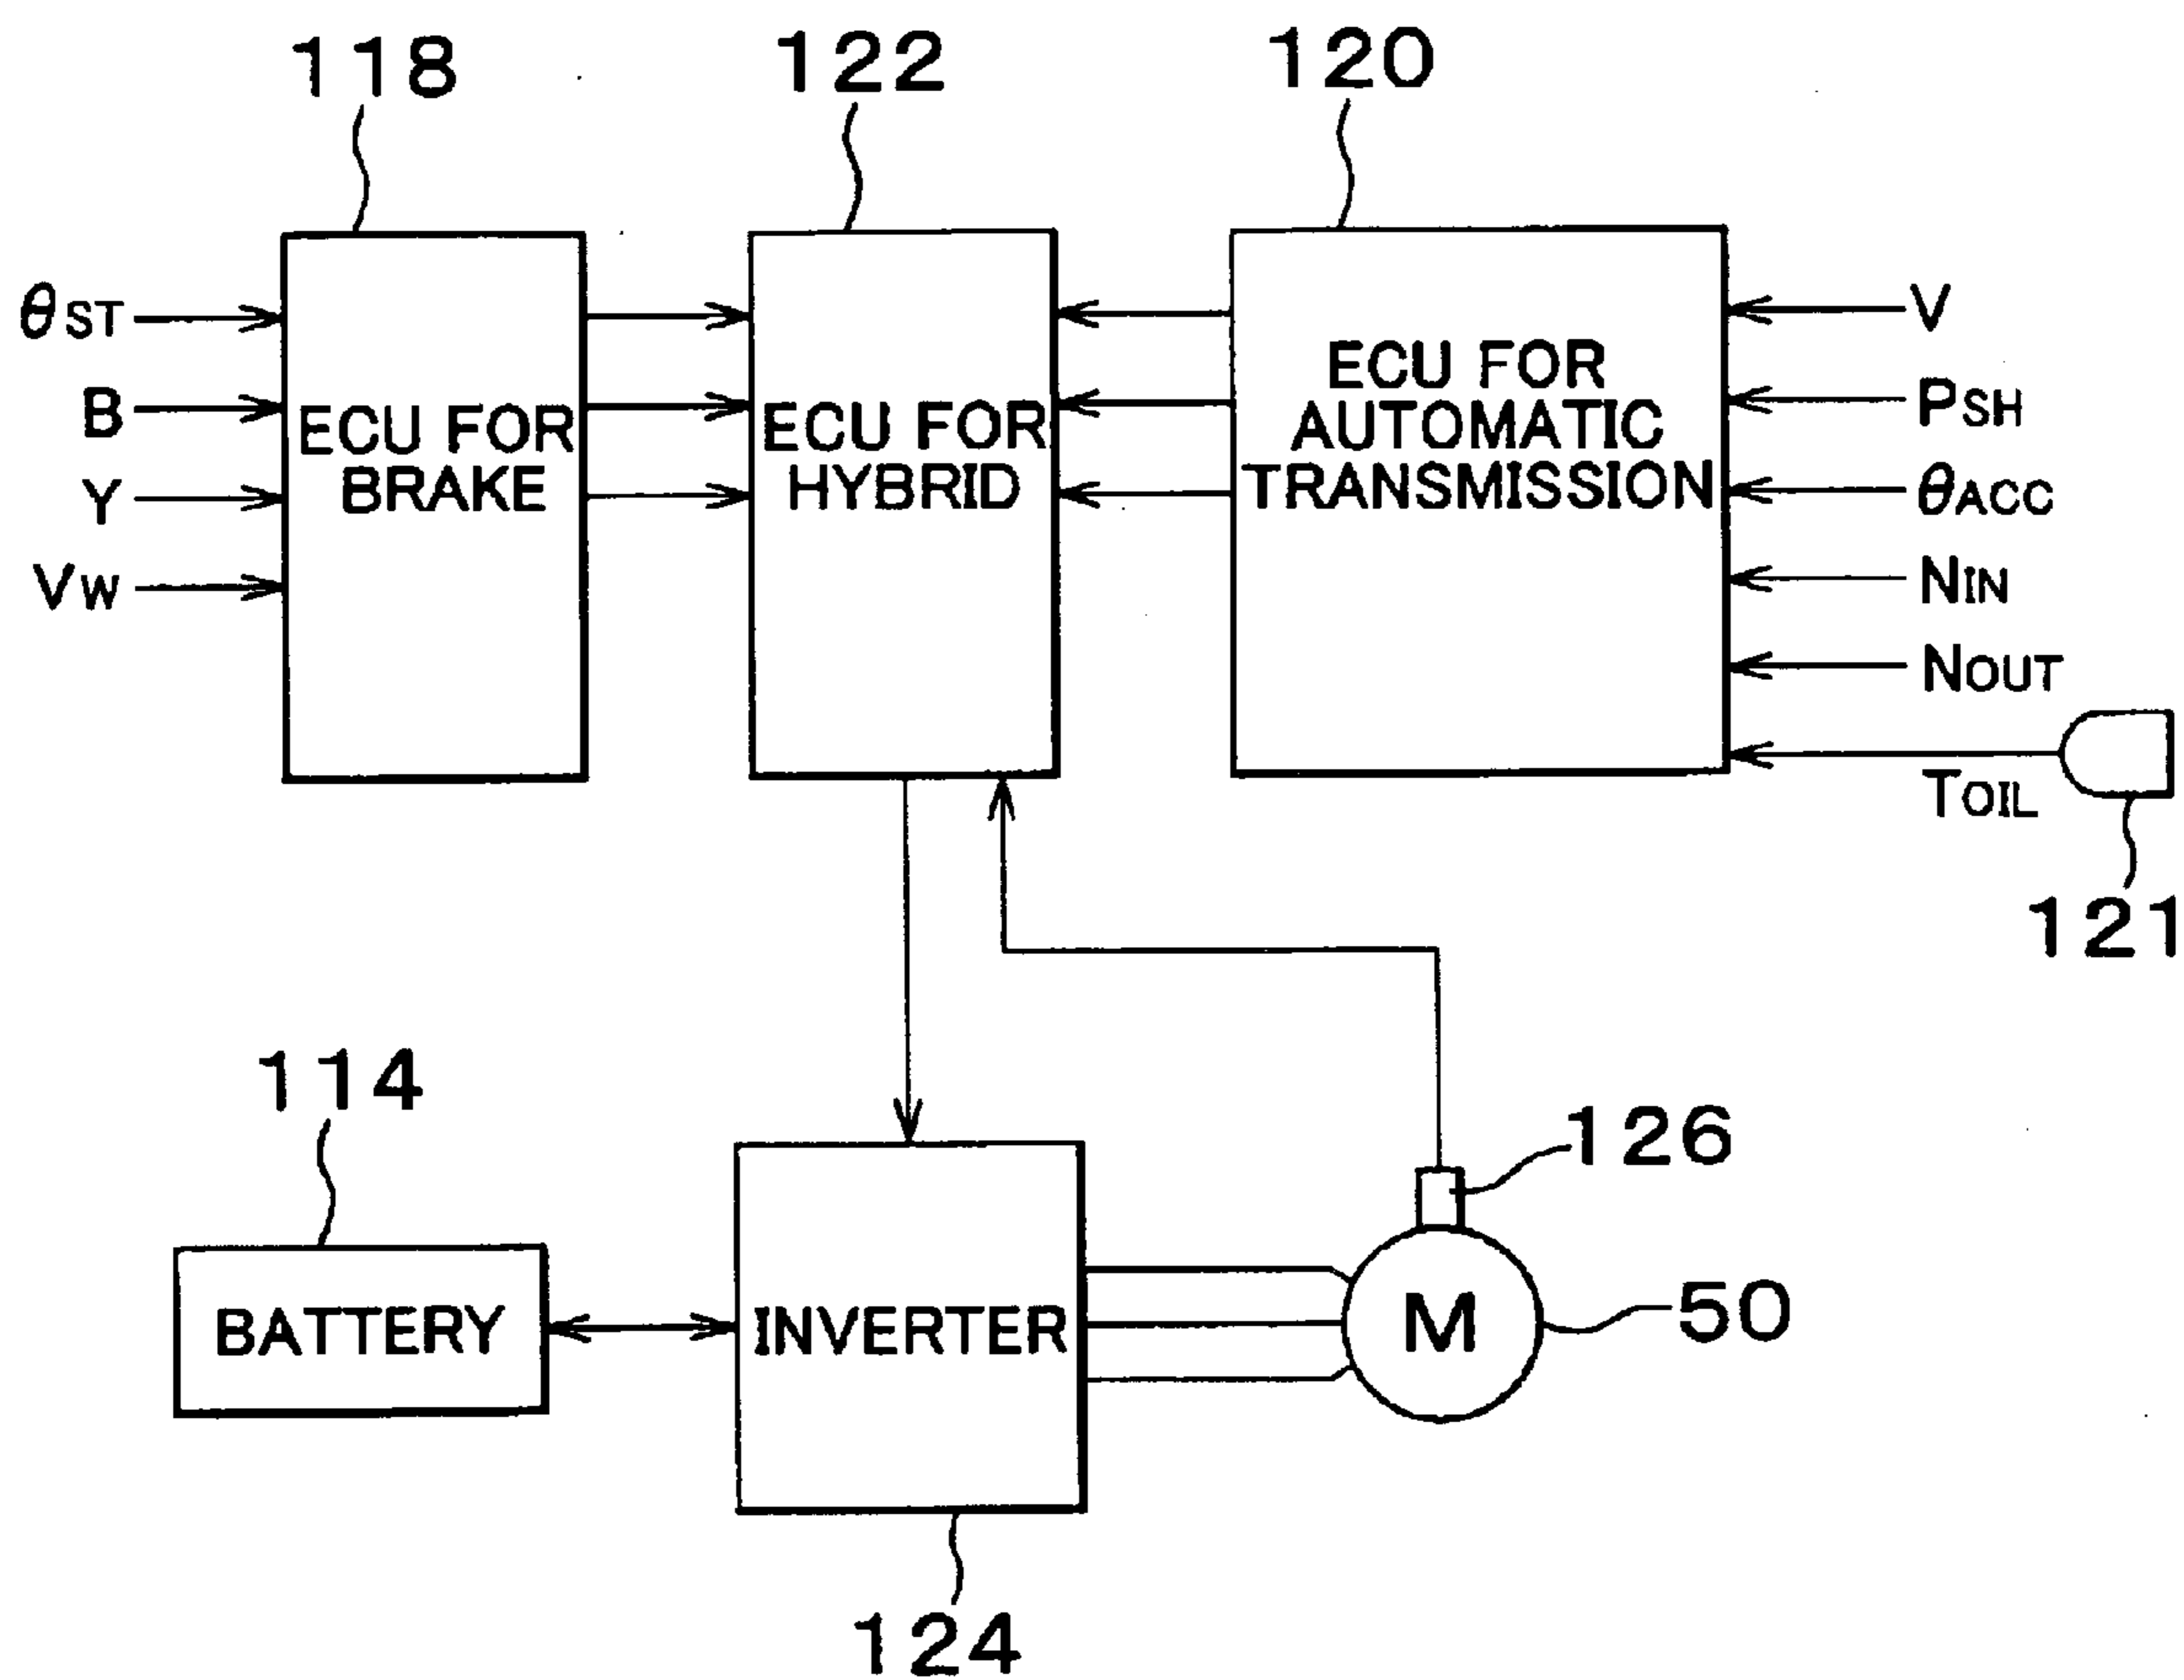 118
122
120
θST
B
Y
VW
ECU FOR
BRAKE
ECU FOR
HYBRID
ECU FOR
AUTOMATIC
TRANSMISSION
V
PSH
θACC
NIN
NOUT
TOIL
121
114
126
BATTERY
INVERTER
M
50
124